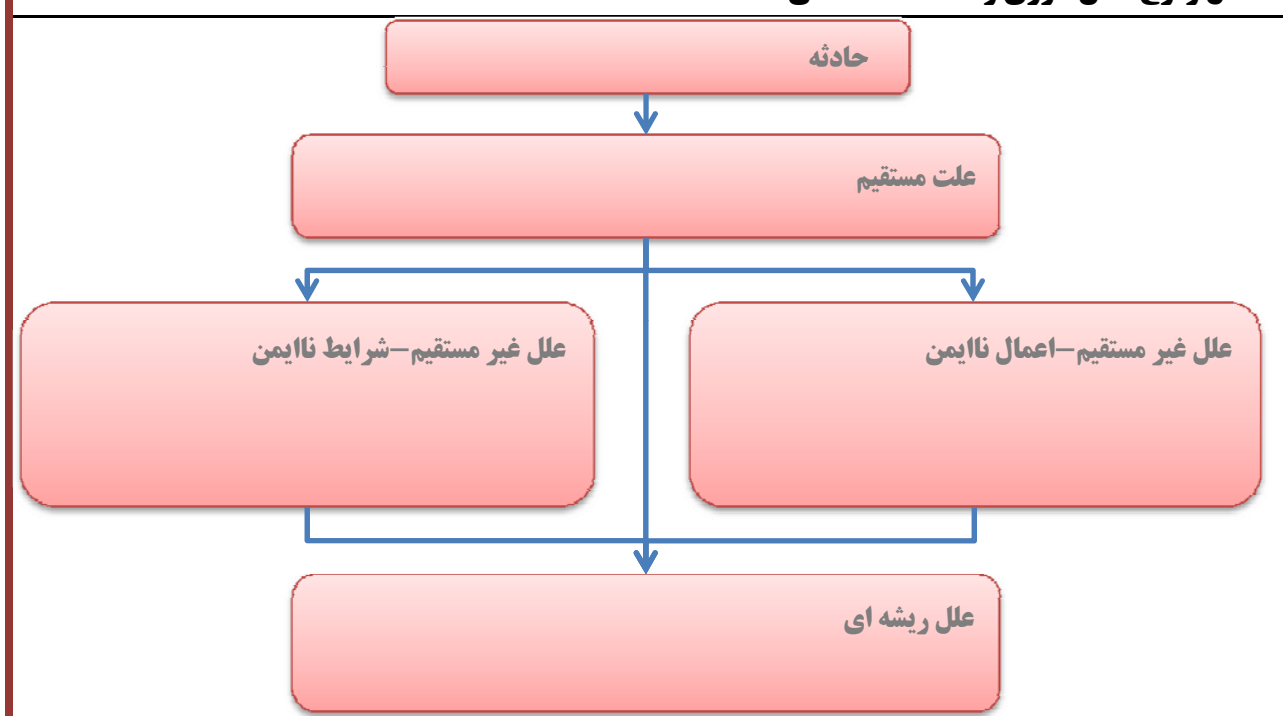 حادثه
علت مستقیم
علل غیر مستقیم-اعمال ناایمن
علل غیر مستقیم-شرایط ناایمن
علل ریشه ای